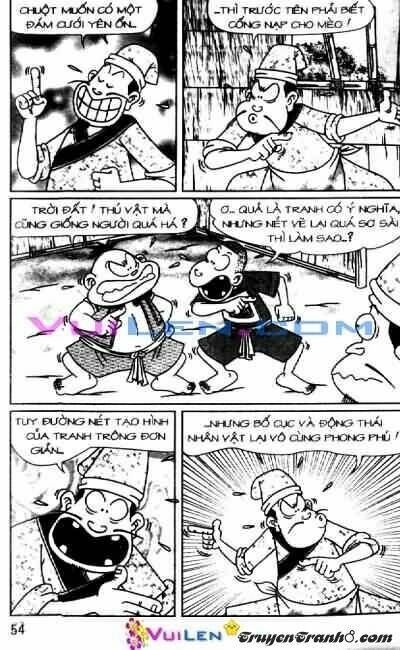 CHUỘT MUỐN CÓ MỘT
ĐÁM CƯỚI YÊN ỔN...
...THÌ TRƯỚC TIÊN PHẢI BIẾT
CỐNG NẠP CHO MÈO!
TRỜI ĐẤT! THÚ VẬT MÀ
CŨNG GIỐNG NGƯỜI QUÁ HÁ?
Ơ... QUẢ LÀ TRANH CÓ Ý NGHĨA,
NHƯNG NÉT VẼ LẠI QUÁ SƠ SÀI
THÌ LÀM SAO..?
VUILEN.COM
TUY ĐƯỜNG NÉT TẠO HÌNH
CỦA TRANH TRÔNG ĐƠN
GIẢN...
...NHƯNG BỐ CỤC VÀ ĐỘNG THÁI
NHÂN VẬT LẠI VÔ CÙNG PHONG PHÚ!
54
VUILEN
TruyenTranh8.com